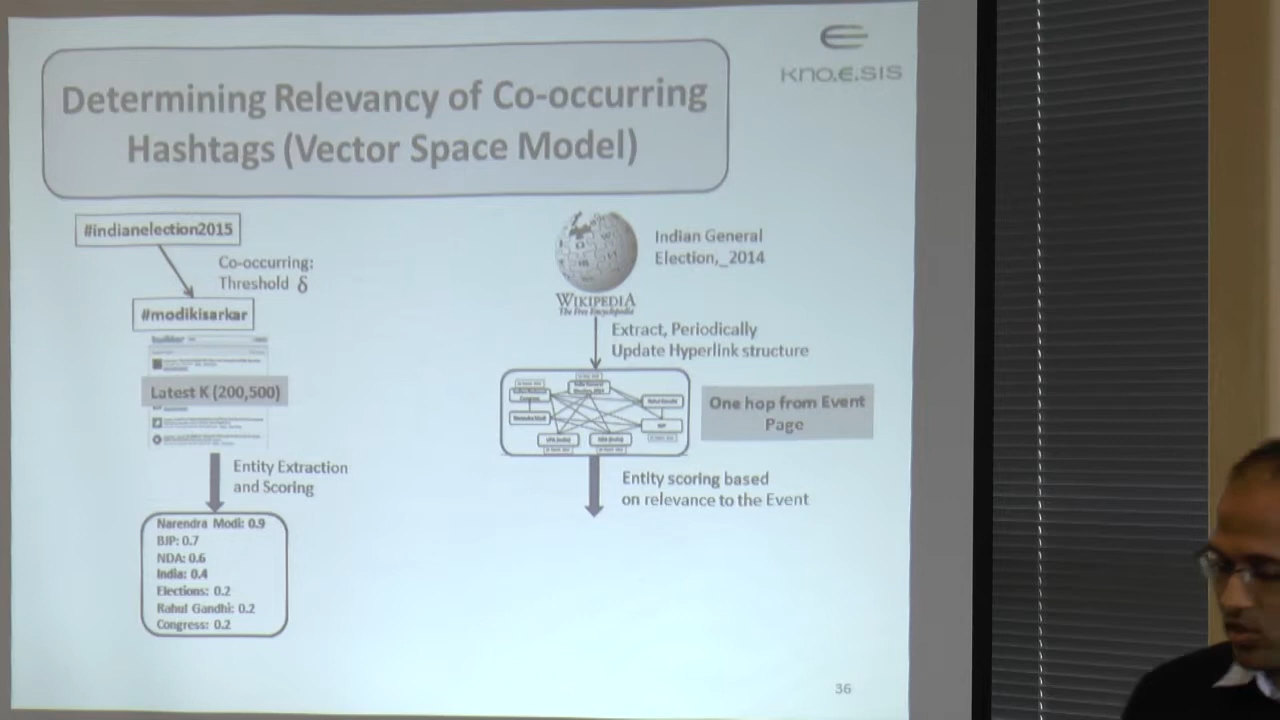 Determining Relevancy of Co-occurring
Hashtags (Vector Space Model)
KNO.E.SIS
#indianelection2015
Co-occurring:
Threshold δ
#modikisarkar
twitter
Latest K (200,500)
Entity Extraction
and Scoring
Narendra Modi: 0.9
BJP: 0.7
NDA: 0.6
India: 0.4
Elections: 0.2
Rahul Gandhi: 0.2
Congress: 0.2
WIKIPEDIA
The Free Encyclopedia
Indian General
Election,_2014
Extract, Periodically
Update Hyperlink structure
One hop from Event
Page
Entity scoring based
on relevance to the Event
36